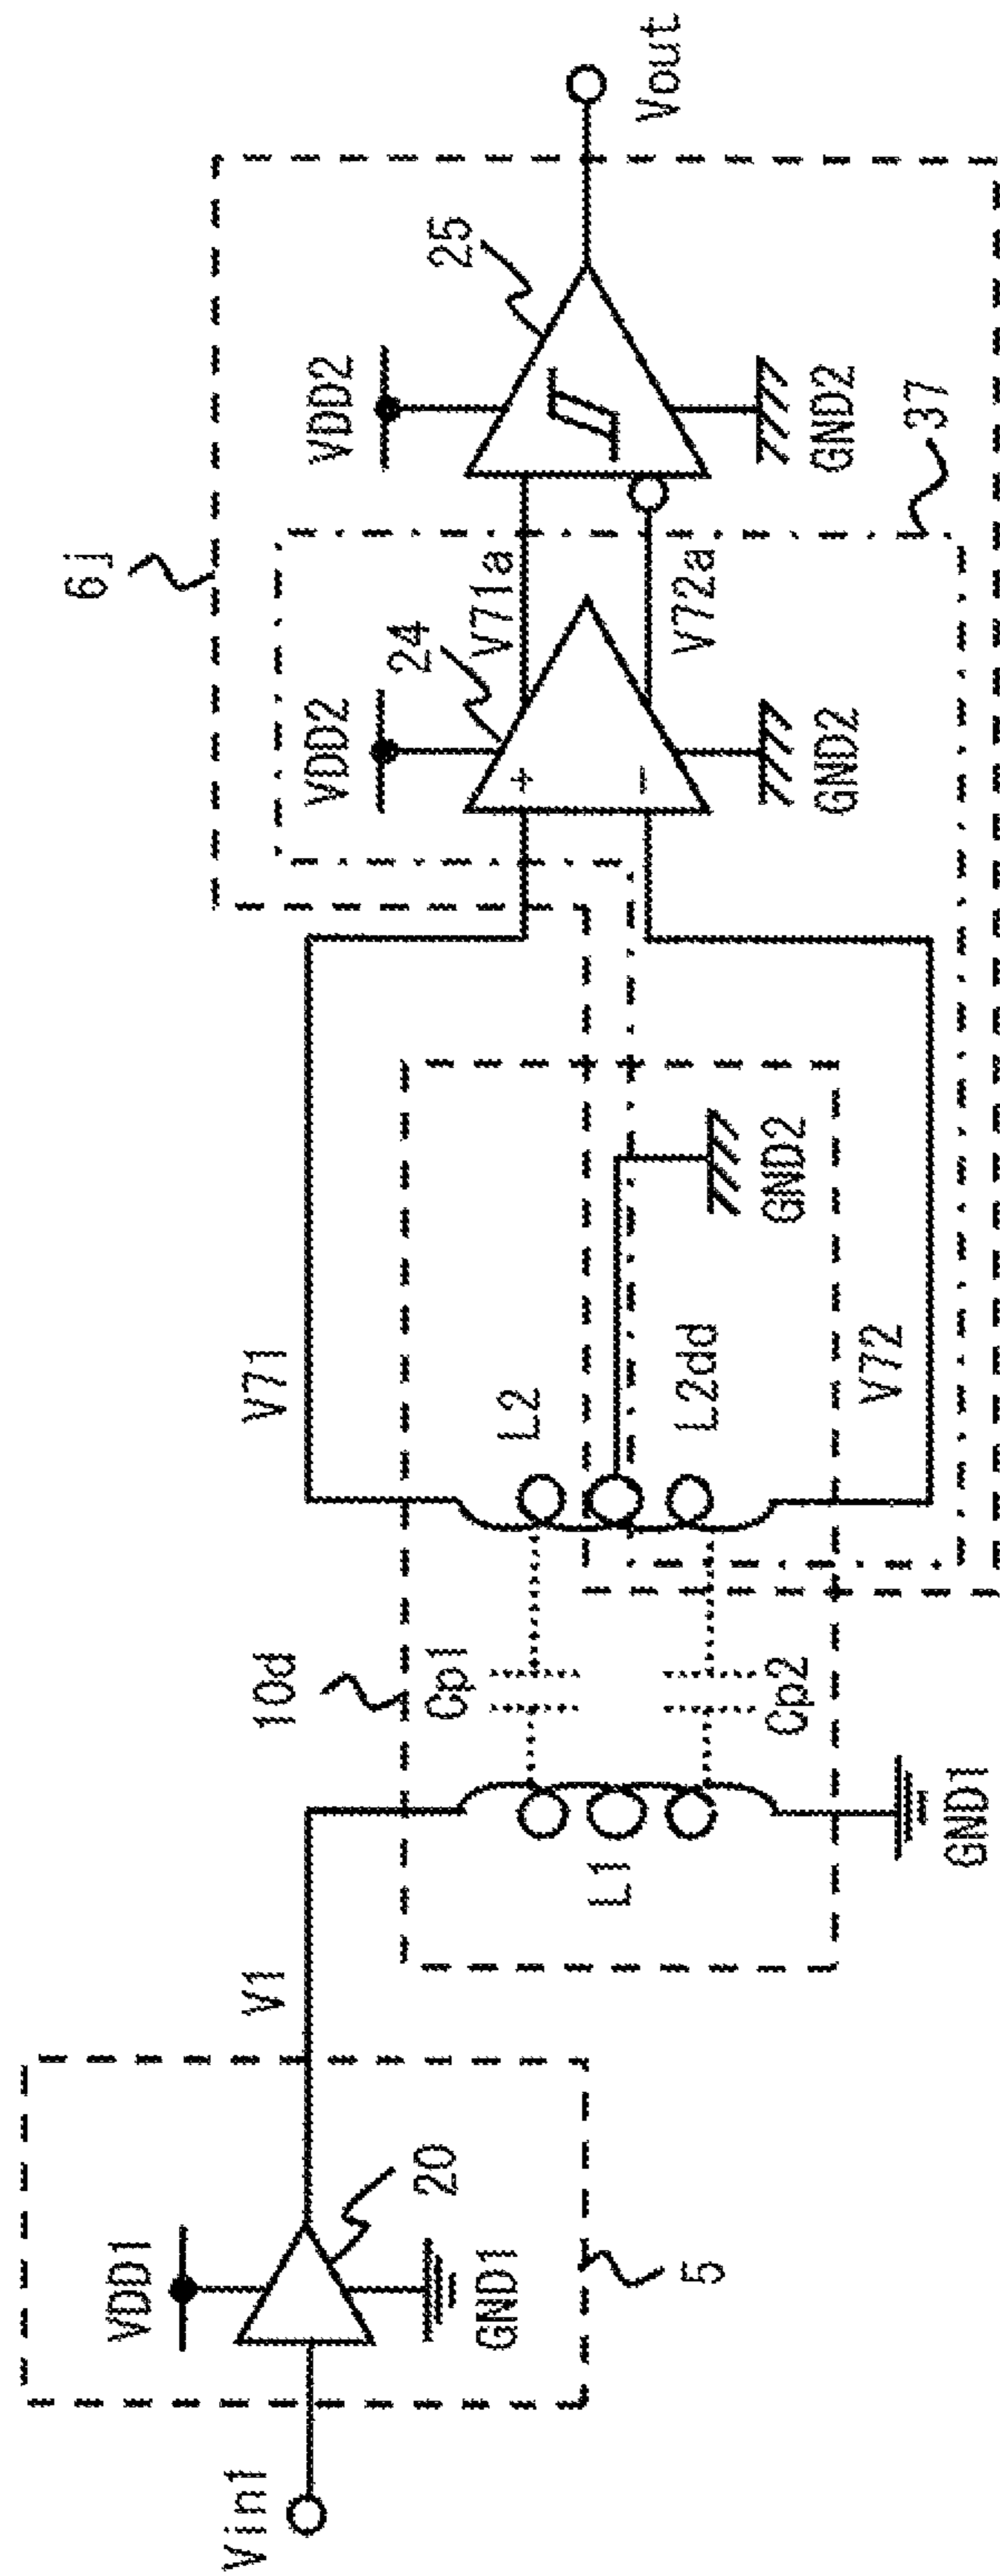 Vin1
VDD1
20
GND1
5
V1
10d
L1
GND1
Cp1
Cp2
L2
L2dd
GND2
V71
V72
6j
VDD2
24
V71a
V72a
GND2
VDD2
25
GND2
37
Vout
+
−